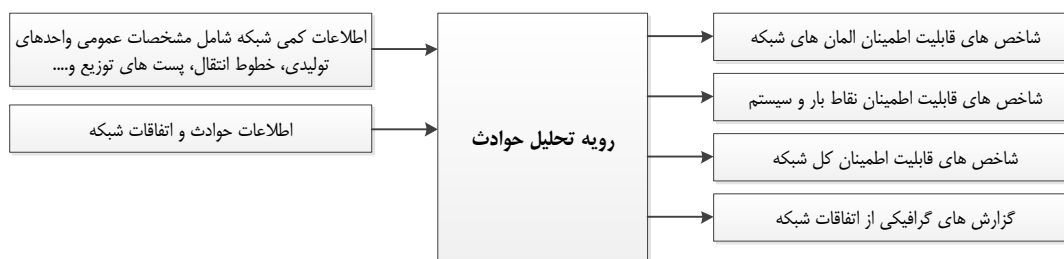 اطلاعات کمی شبکه شامل مشخصات عمومی واحدهای
تولیدی، خطوط انتقال، پست های توزیع و....
اطلاعات حوادث و اتفاقات شبکه
رویه تحلیل حوادث
شاخص های قابلیت اطمینان المان های شبکه
شاخص های قابلیت اطمینان نقاط بار و سیستم
شاخص های قابلیت اطمینان کل شبکه
گزارش های گرافیکی از اتفاقات شبکه